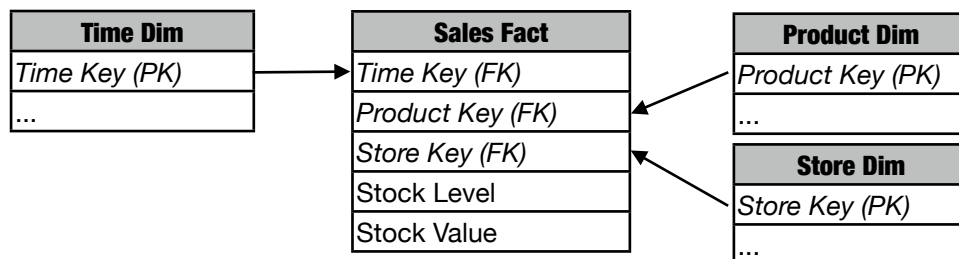 Time Dim
Time Key (PK)
...
Sales Fact
Time Key (FK)
Product Key (FK)
Store Key (FK)
Stock Level
Stock Value
Product Dim
Product Key (PK)
...
Store Dim
Store Key (PK)
...